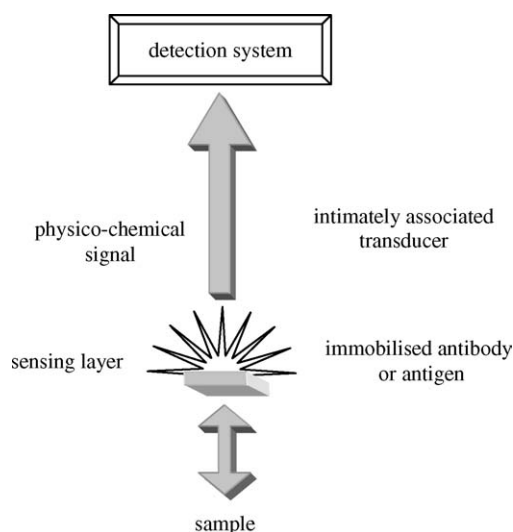 detection system
physico-chemical
signal
intimately associated
transducer
sensing layer
immobilised antibody
or antigen
sample